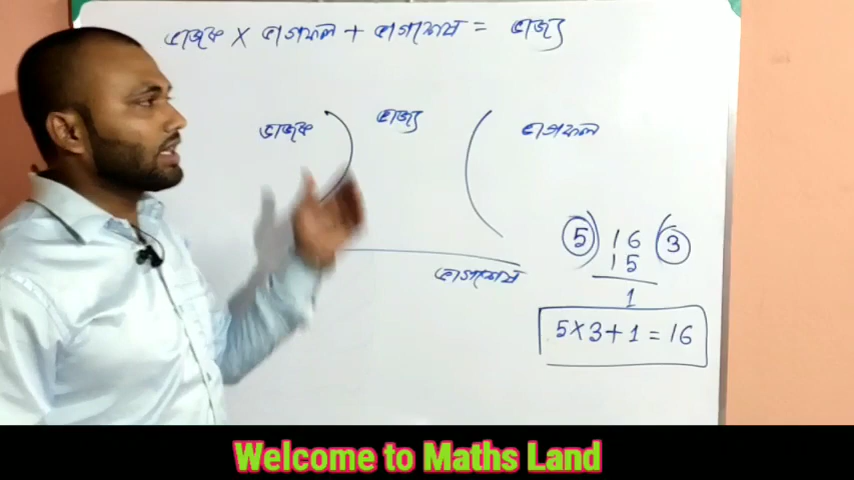 ভাজক × ভাগফল + ভাগশেষ = ভাজ্য
ভাজক ) ভাজ্য ( ভাগফল
ভাগশেষ
5 ) 16 ( 3
15
1
5×3+1=16
Welcome to Maths Land